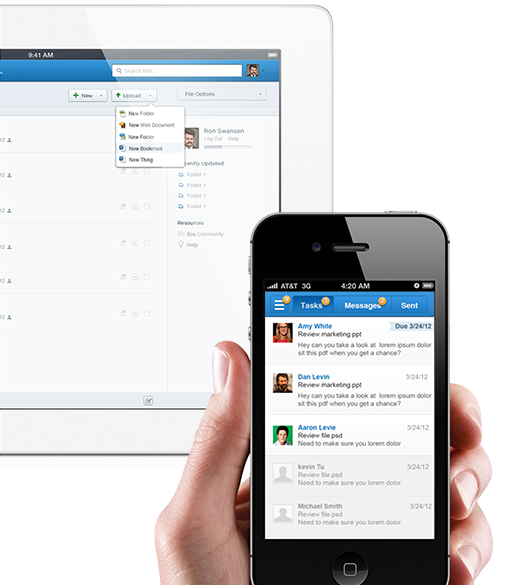 9:41 AM
Search files...
New
Upload
File Options
New Folder
New Web Document
New Folder
New Bookmark
New Thing
Ron Swanson
Log Out Help
Recently Updated
Folder 1
Folder 1
Folder 1
Folder 1
Resources
Box Community
Help
AT&T 3G
4:20 AM
Tasks
Messages
Sent
Amy White
Due 3/24/12
Review marketing.ppt
Hey can you take a look at lorem ipsum dolor
sit this pdf when you get a chance?
Dan Levin
3/24/12
Review marketing.ppt
Hey can you take a look at lorem ipsum dolor
sit this pdf when you get a chance?
Aaron Levie
3/24/12
Review file.psd
Need to make sure you lorem dolor
kevin Tu
3/24/12
Review file.psd
Need to make sure you lorem dolor
Michael Smith
3/24/12
Review file.psd
Need to make sure you lorem dolor